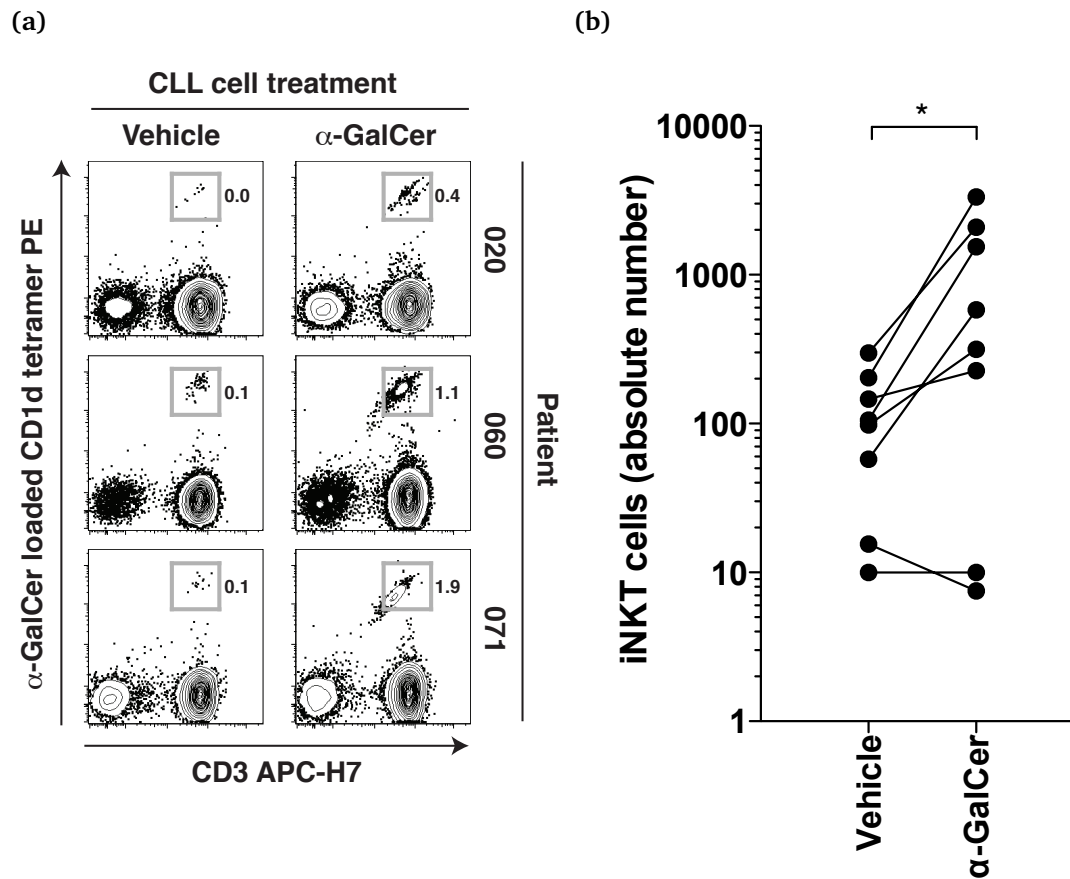 (a)
CLL cell treatment
Vehicle
α-GalCer
α-GalCer loaded CD1d tetramer PE
0.0
0.4
020
0.1
1.1
060
0.1
1.9
071
Patient
CD3 APC-H7
(b)
*
iNKT cells (absolute number)
10000
1000
100
10
1
Vehicle
α-GalCer